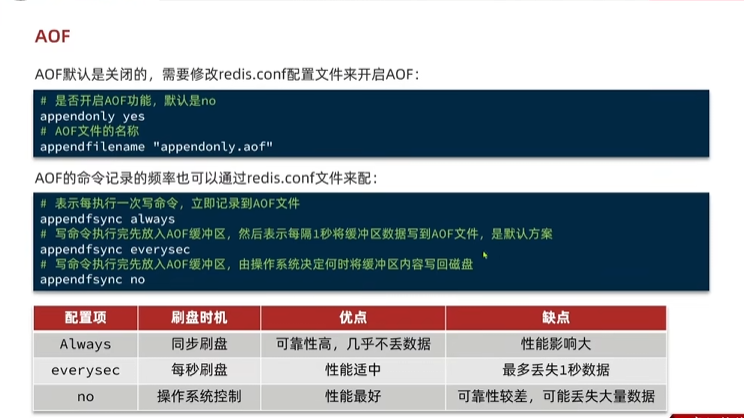 AOF
AOF默认是关闭的，需要修改redis.conf配置文件来开启AOF：
# 是否开启AOF功能，默认是no
appendonly yes
# AOF文件的名称
appendfilename "appendonly.aof"
AOF的命令记录的频率也可以通过redis.conf文件来配：
# 表示每执行一次写命令，立即记录到AOF文件
appendfsync always
# 写命令执行完先放入AOF缓冲区，然后表示每隔1秒将缓冲区数据写到AOF文件，是默认方案
appendfsync everysec
# 写命令执行完先放入AOF缓冲区，由操作系统决定何时将缓冲区内容写回磁盘
appendfsync no
配置项 刷盘时机 优点 缺点
Always 同步刷盘 可靠性高，几乎不丢数据 性能影响大
everysec 每秒刷盘 性能适中 最多丢失1秒数据
no 操作系统控制 性能最好 可靠性较差，可能丢失大量数据